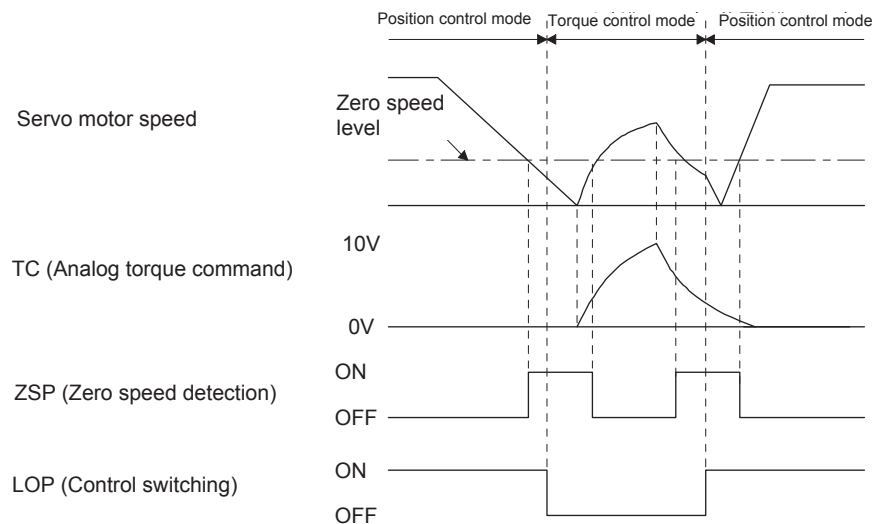 Position control mode Torque control mode Position control mode
Servo motor speed
Zero speed
level
TC (Analog torque command)
10V
0V
ZSP (Zero speed detection)
ON
OFF
LOP (Control switching)
ON
OFF